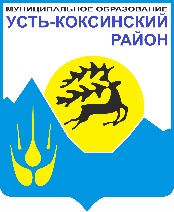 МУНИЦИПАЛЬНОЕ ОБРАЗОВАНИЕ
УСТЬ-КОКСИНСКИЙ
РАЙОН